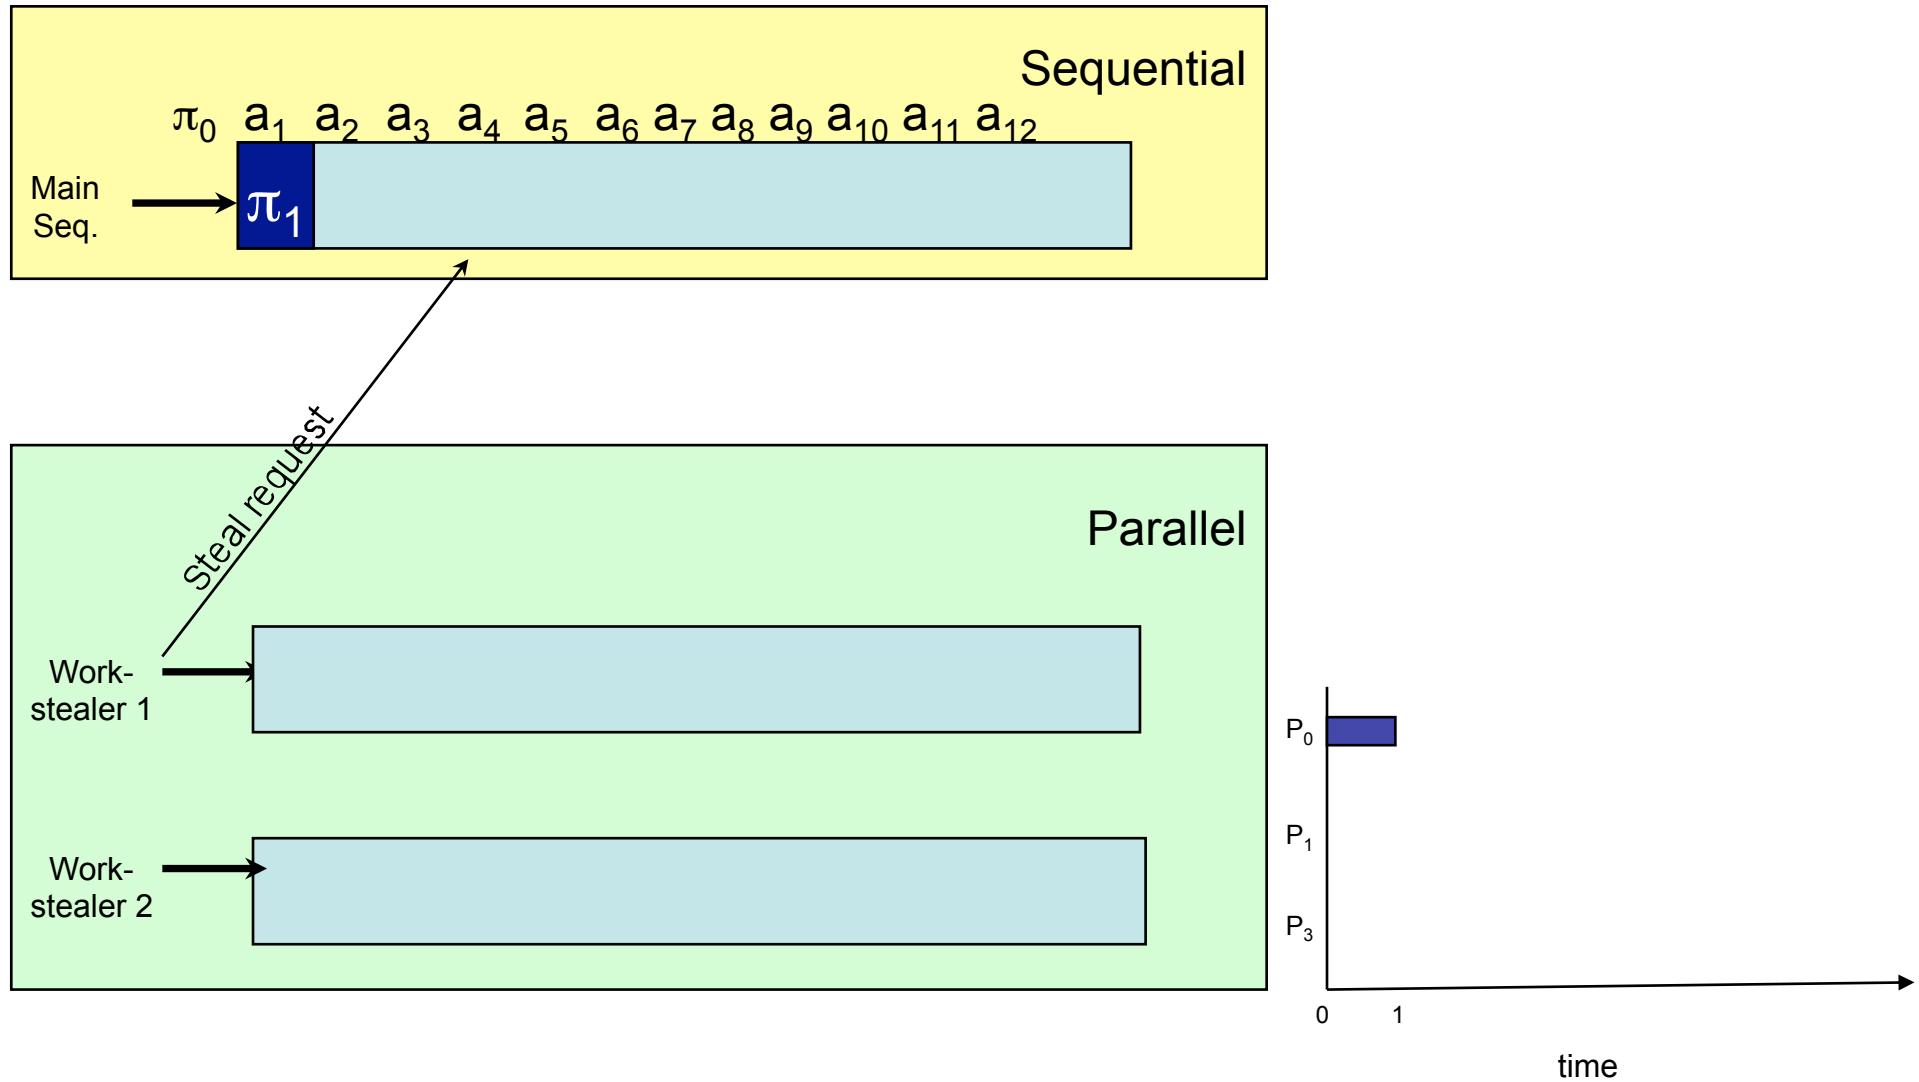 Sequential
π0 a1 a2 a3 a4 a5 a6 a7 a8 a9 a10 a11 a12
Main
Seq.
π1
Steal request
Parallel
Work-
stealer 1
Work-
stealer 2
P0
P1
P3
0 1
time